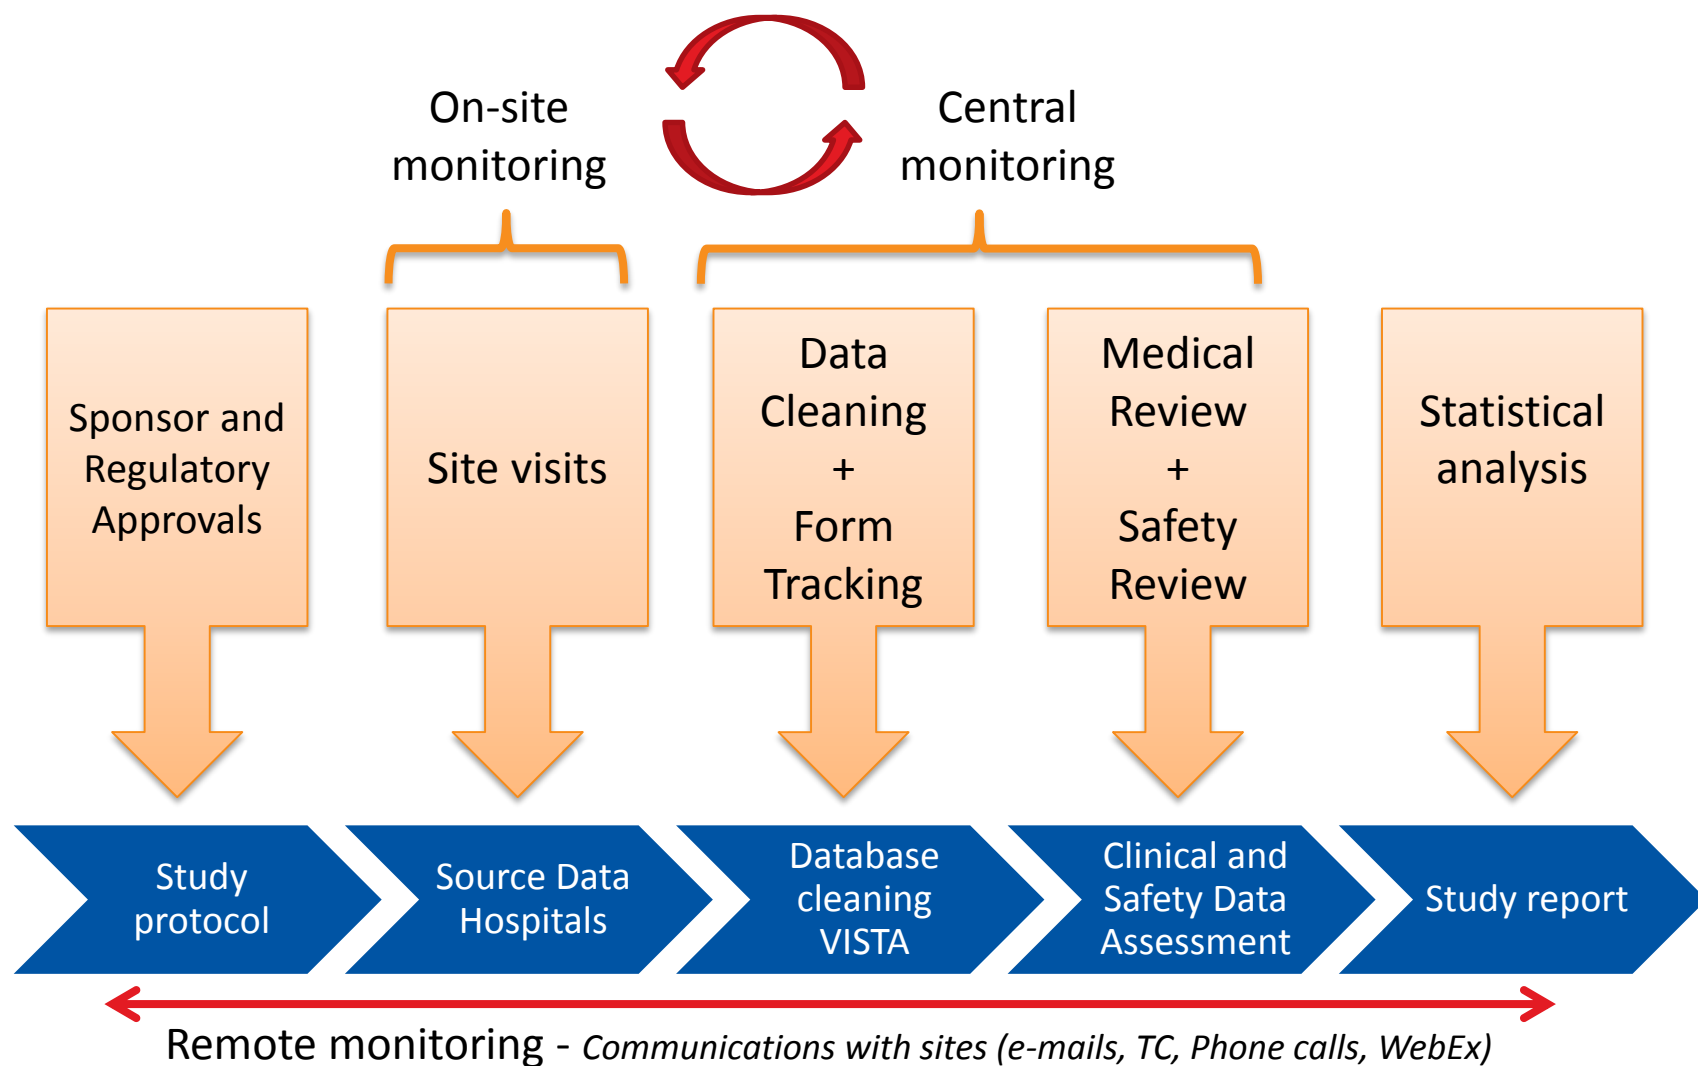 On-site
monitoring
Central
monitoring
Sponsor and
Regulatory
Approvals
Site visits
Data
Cleaning
+
Form
Tracking
Medical
Review
+
Safety
Review
Statistical
analysis
Study
protocol
Source Data
Hospitals
Database
cleaning
VISTA
Clinical and
Safety Data
Assessment
Study report
Remote monitoring - Communications with sites (e-mails, TC, Phone calls, WebEx)